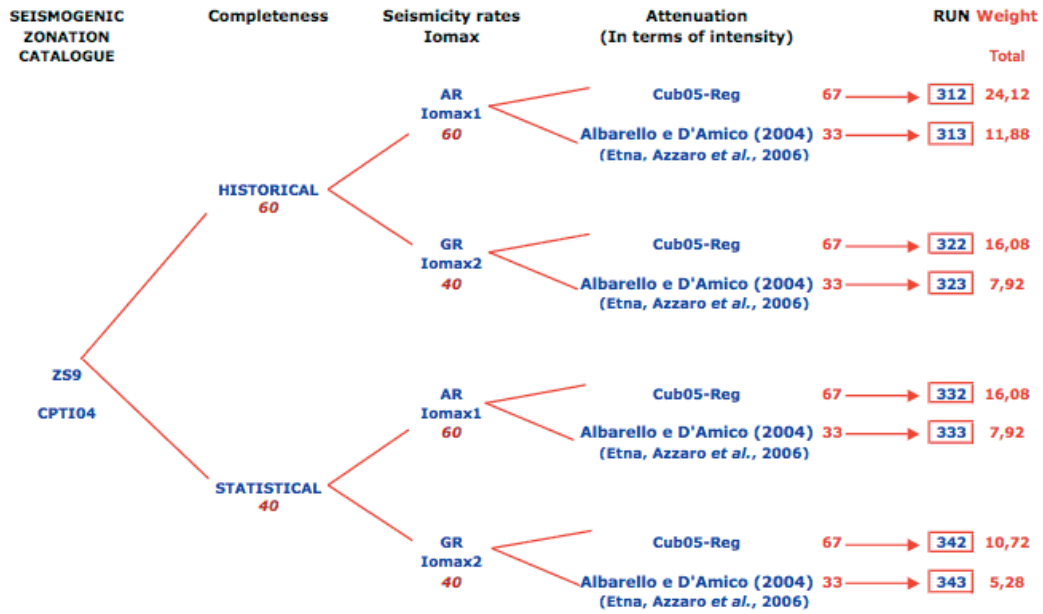 SEISMOGENIC ZONATION CATALOGUE
Completeness
Seismicity rates Iomax
Attenuation (In terms of intensity)
RUN Weight
Total
AR
Iomax1
60
Cub05-Reg 67 312 24,12
Albarello e D'Amico (2004) 33 313 11,88
(Etna, Azzaro et al., 2006)
HISTORICAL
60
GR
Iomax2
40
Cub05-Reg 67 322 16,08
Albarello e D'Amico (2004) 33 323 7,92
(Etna, Azzaro et al., 2006)
ZS9
CPTI04
AR
Iomax1
60
Cub05-Reg 67 332 16,08
Albarello e D'Amico (2004) 33 333 7,92
(Etna, Azzaro et al., 2006)
STATISTICAL
40
GR
Iomax2
40
Cub05-Reg 67 342 10,72
Albarello e D'Amico (2004) 33 343 5,28
(Etna, Azzaro et al., 2006)